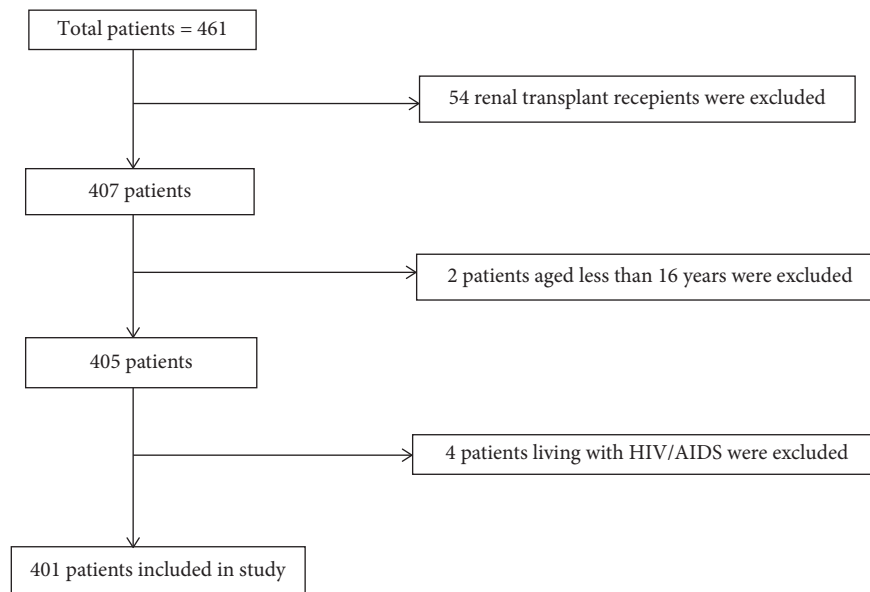 Total patients = 461
54 renal transplant recepients were excluded
407 patients
2 patients aged less than 16 years were excluded
405 patients
4 patients living with HIV/AIDS were excluded
401 patients included in study